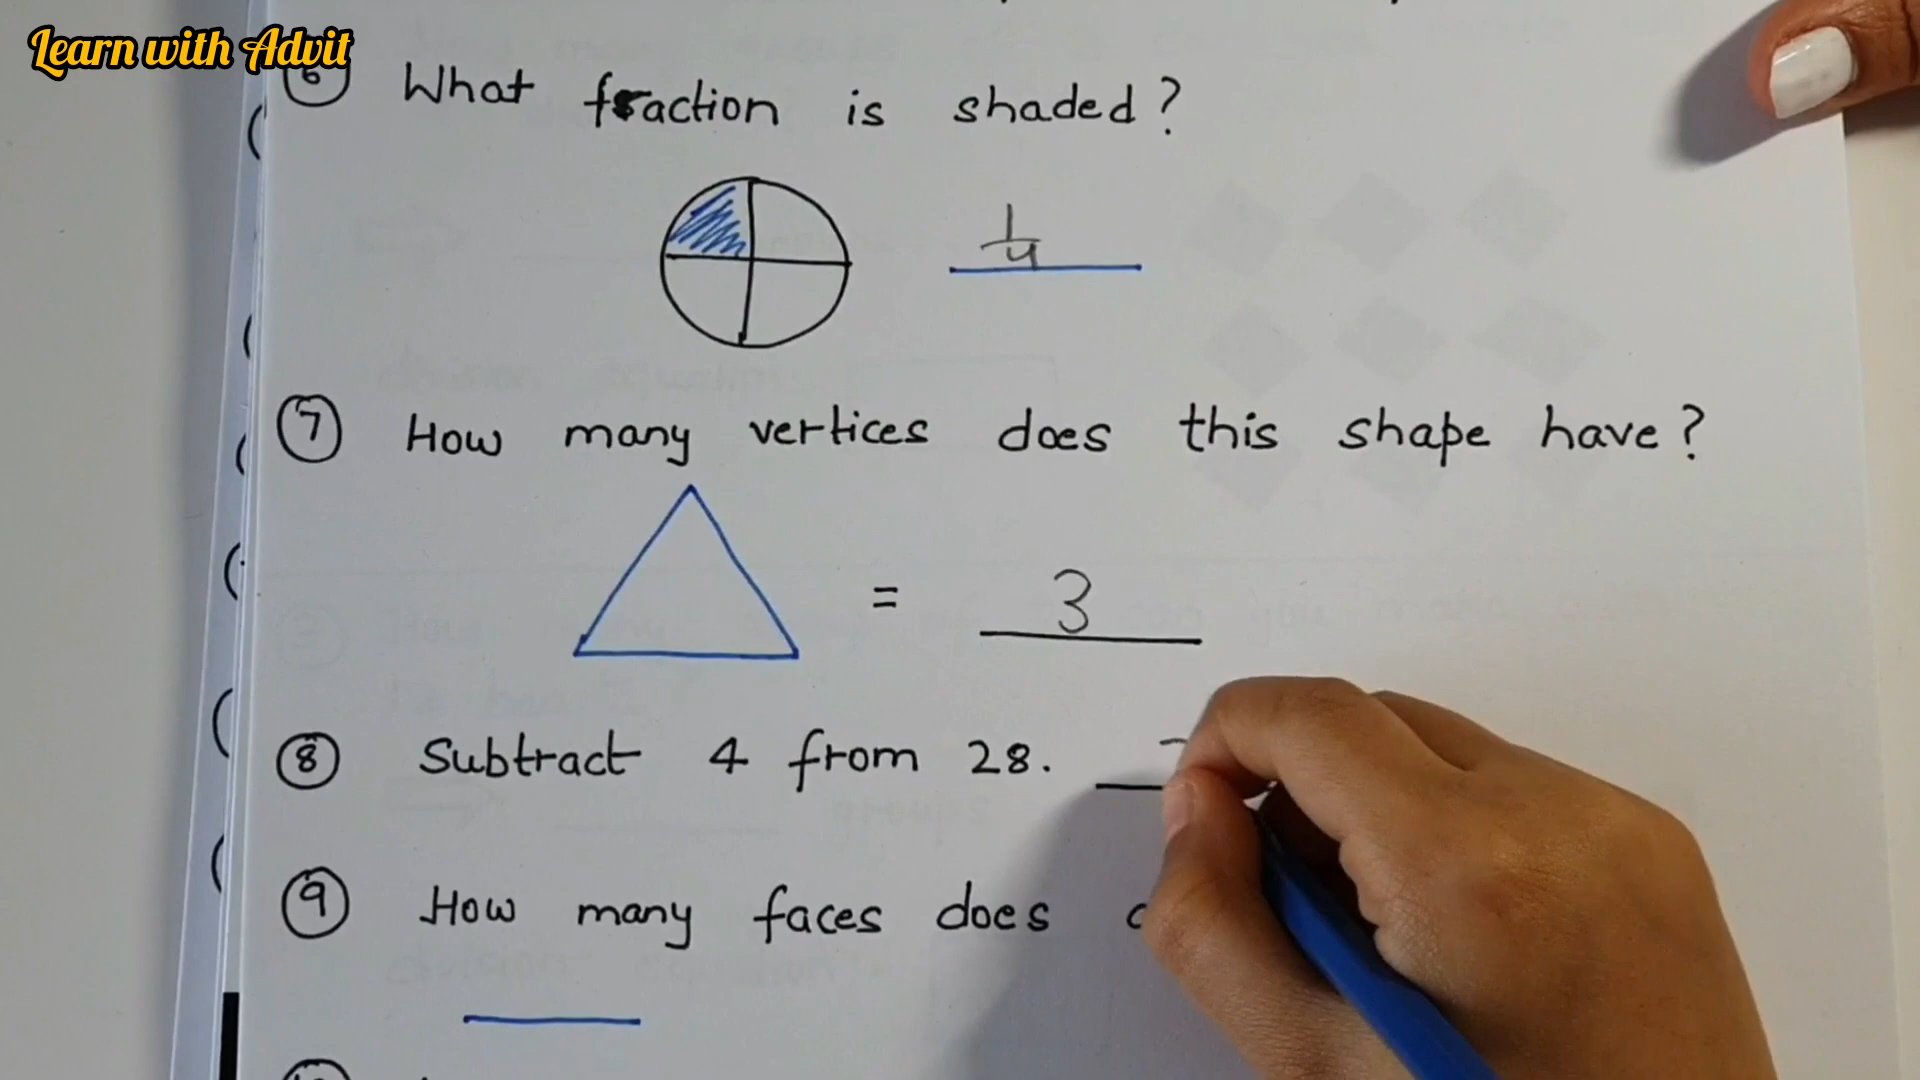 Learn with Advit
6 What fraction is shaded?
1/4
7 How many vertices does this shape have?
= 3
8 Subtract 4 from 28.
9 How many faces does